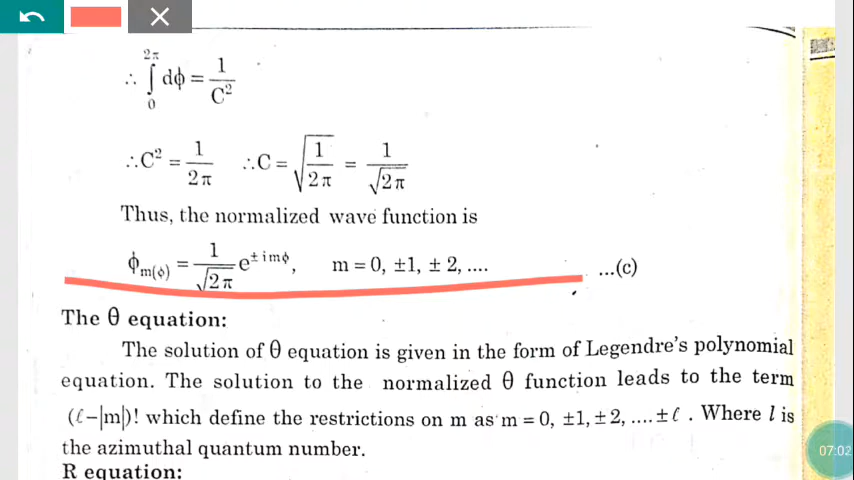 2π
∴ ∫ dϕ = 1/C²
0
∴C² = 1/2π ∴C = √(1/2π) = 1/√2π
Thus, the normalized wave function is
ϕm(ϕ) = 1/√2π e^±imϕ, m = 0, ±1, ± 2, .... ...(c)
The θ equation:
The solution of θ equation is given in the form of Legendre's polynomial
equation. The solution to the normalized θ function leads to the term
(ℓ–|m|)! which define the restrictions on m as m = 0, ±1, ± 2, .... ± ℓ . Where l is
the azimuthal quantum number.
R equation:
07:02